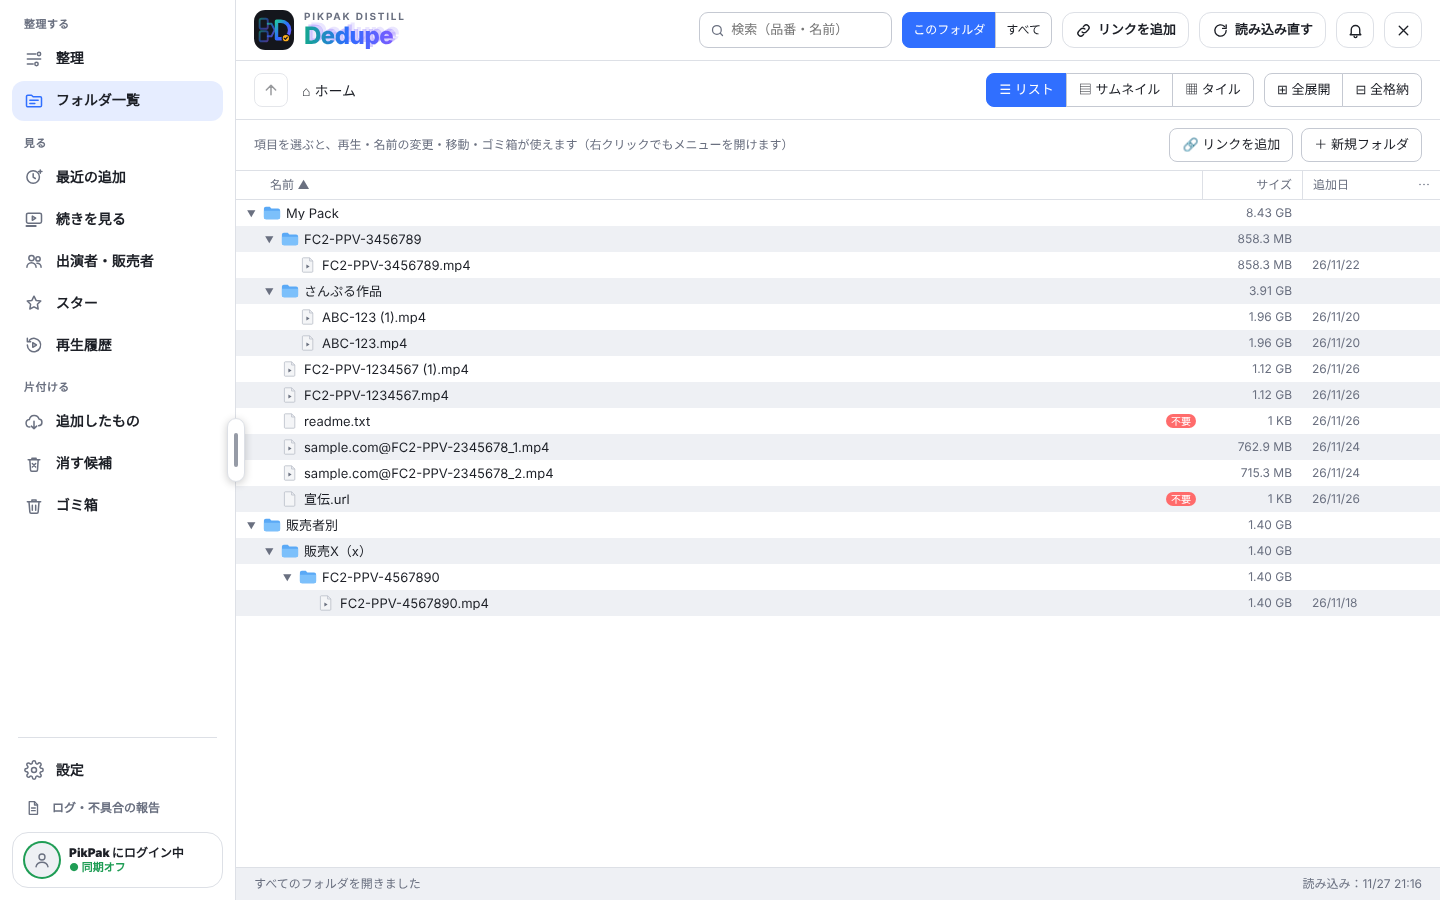 整理する
整理
フォルダ一覧
見る
最近の追加
続きを見る
出演者・販売者
スター
再生履歴
片付ける
追加したもの
消す候補
ゴミ箱
設定
ログ・不具合の報告
PikPak にログイン中
同期オフ
PIKPAK DISTILL
Dedupe
検索（品番・名前）
このフォルダ すべて
リンクを追加
読み込み直す
ホーム
リスト サムネイル タイル
全展開 全格納
項目を選ぶと、再生・名前の変更・移動・ゴミ箱が使えます（右クリックでもメニューを開けます）
リンクを追加
＋ 新規フォルダ
名前 ▲ サイズ 追加日 …
My Pack 8.43 GB
FC2-PPV-3456789 858.3 MB
FC2-PPV-3456789.mp4 858.3 MB 26/11/22
さんぷる作品 3.91 GB
ABC-123 (1).mp4 1.96 GB 26/11/20
ABC-123.mp4 1.96 GB 26/11/20
FC2-PPV-1234567 (1).mp4 1.12 GB 26/11/26
FC2-PPV-1234567.mp4 1.12 GB 26/11/26
readme.txt 不要 1 KB 26/11/26
sample.com@FC2-PPV-2345678_1.mp4 762.9 MB 26/11/24
sample.com@FC2-PPV-2345678_2.mp4 715.3 MB 26/11/24
宣伝.url 不要 1 KB 26/11/26
販売者別 1.40 GB
販売X（x） 1.40 GB
FC2-PPV-4567890 1.40 GB
FC2-PPV-4567890.mp4 1.40 GB 26/11/18
すべてのフォルダを開きました
読み込み：11/27 21:16